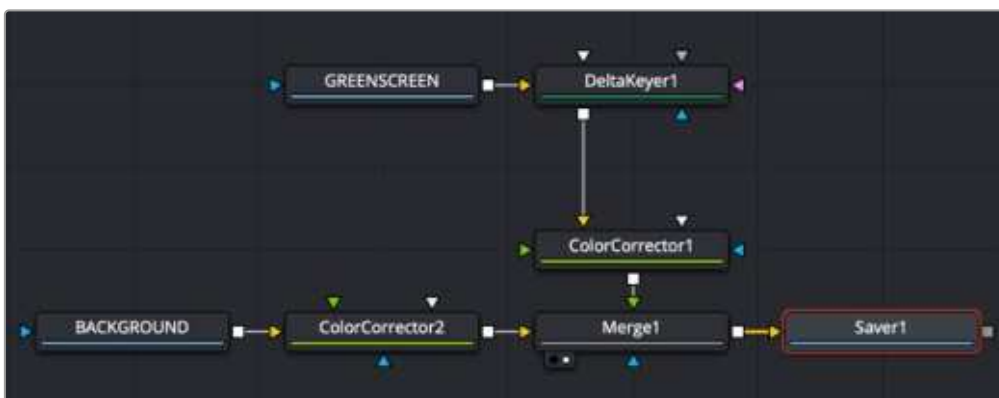 GREENSCREEN
DeltaKeyer1
ColorCorrector1
BACKGROUND
ColorCorrector2
Merge1
Saver1